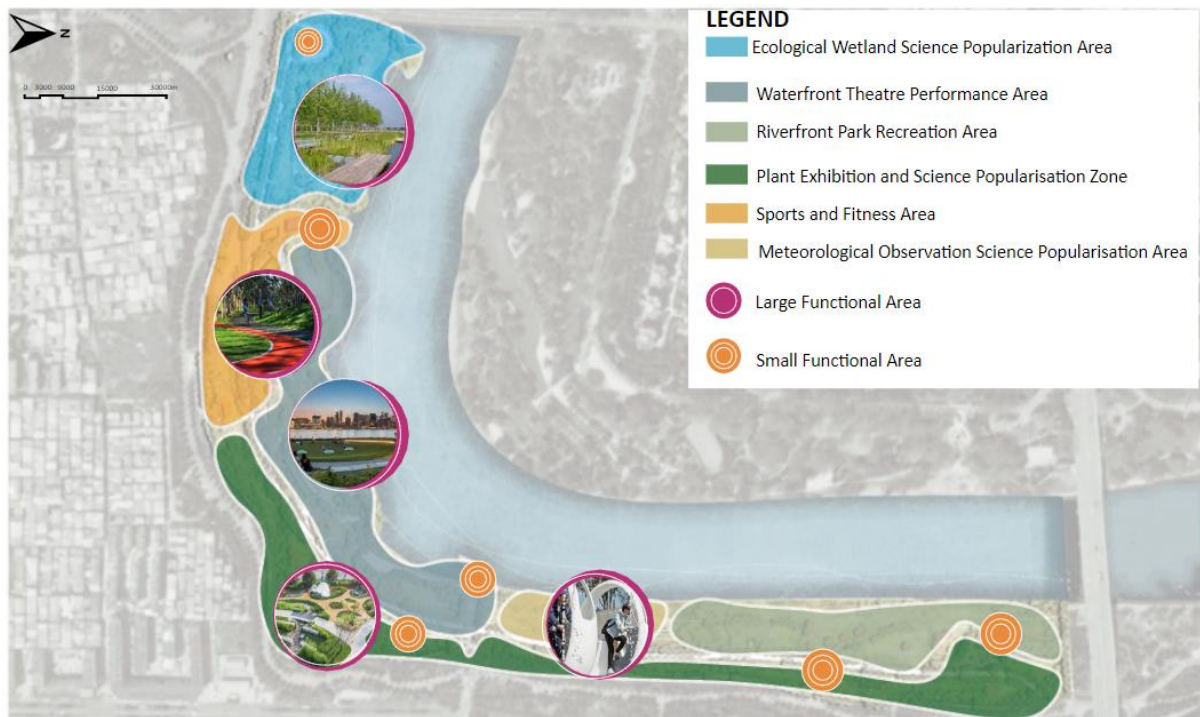 LEGEND
N
Ecological Wetland Science Popularization Area
0 3000 9000 15000 30000m
Waterfront Theatre Performance Area
Riverfront Park Recreation Area
Plant Exhibition and Science Popularisation Zone
Sports and Fitness Area
Meteorological Observation Science Popularisation Area
Large Functional Area
Small Functional Area